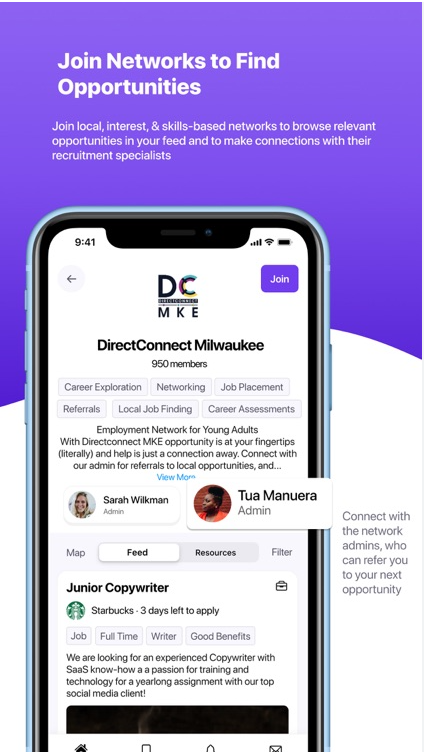 Join Networks to Find
Opportunities
Join local, interest, & skills-based networks to browse relevant
opportunities in your feed and to make connections with their
recruitment specialists
9:41
DC
DIRECTCONNECT
MKE
Join
DirectConnect Milwaukee
950 members
Career Exploration
Networking
Job Placement
Referrals
Local Job Finding
Career Assessments
Employment Network for Young Adults
With Directconnect MKE opportunity is at your fingertips
(literally) and help is just a connection away. Connect with
our admin for referrals to local opportunities, and...
View More
Sarah Wilkman
Admin
Tua Manuera
Admin
Connect with
the network
admins, who
can refer you
to your next
opportunity
Map
Feed
Resources
Filter
Junior Copywriter
Starbucks · 3 days left to apply
Job
Full Time
Writer
Good Benefits
We are looking for an experienced Copywriter with
SaaS know-how a a passion for training and
technology for a yearlong assignment with our top
social media client!